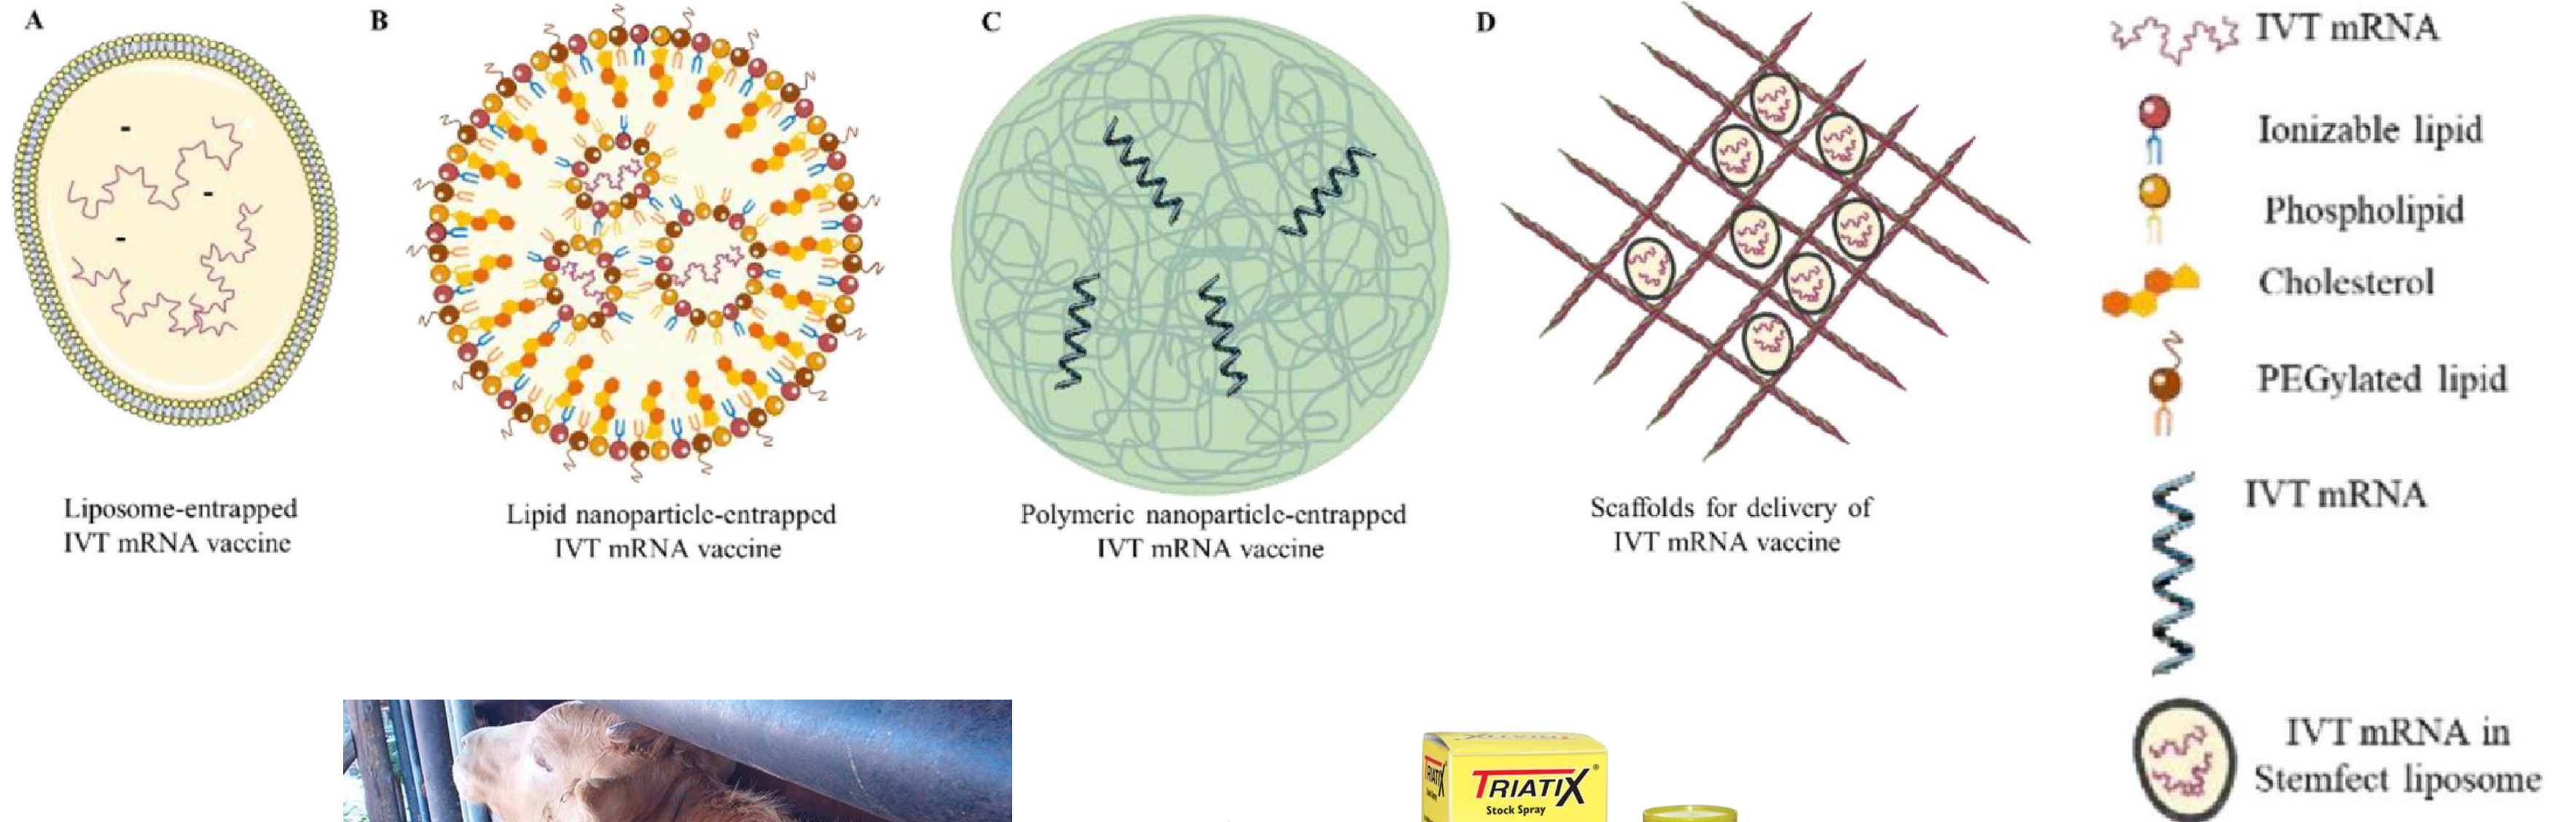 A
B
C
D
Liposome-entrapped
IVT mRNA vaccine
Lipid nanoparticle-entrapped
IVT mRNA vaccine
Polymeric nanoparticle-entrapped
IVT mRNA vaccine
Scaffolds for delivery of
IVT mRNA vaccine
IVT mRNA
Ionizable lipid
Phospholipid
Cholesterol
PEGylated lipid
IVT mRNA
IVT mRNA in
Stemfect liposome
TRIATIX
TRIATIX®
Stock Spray